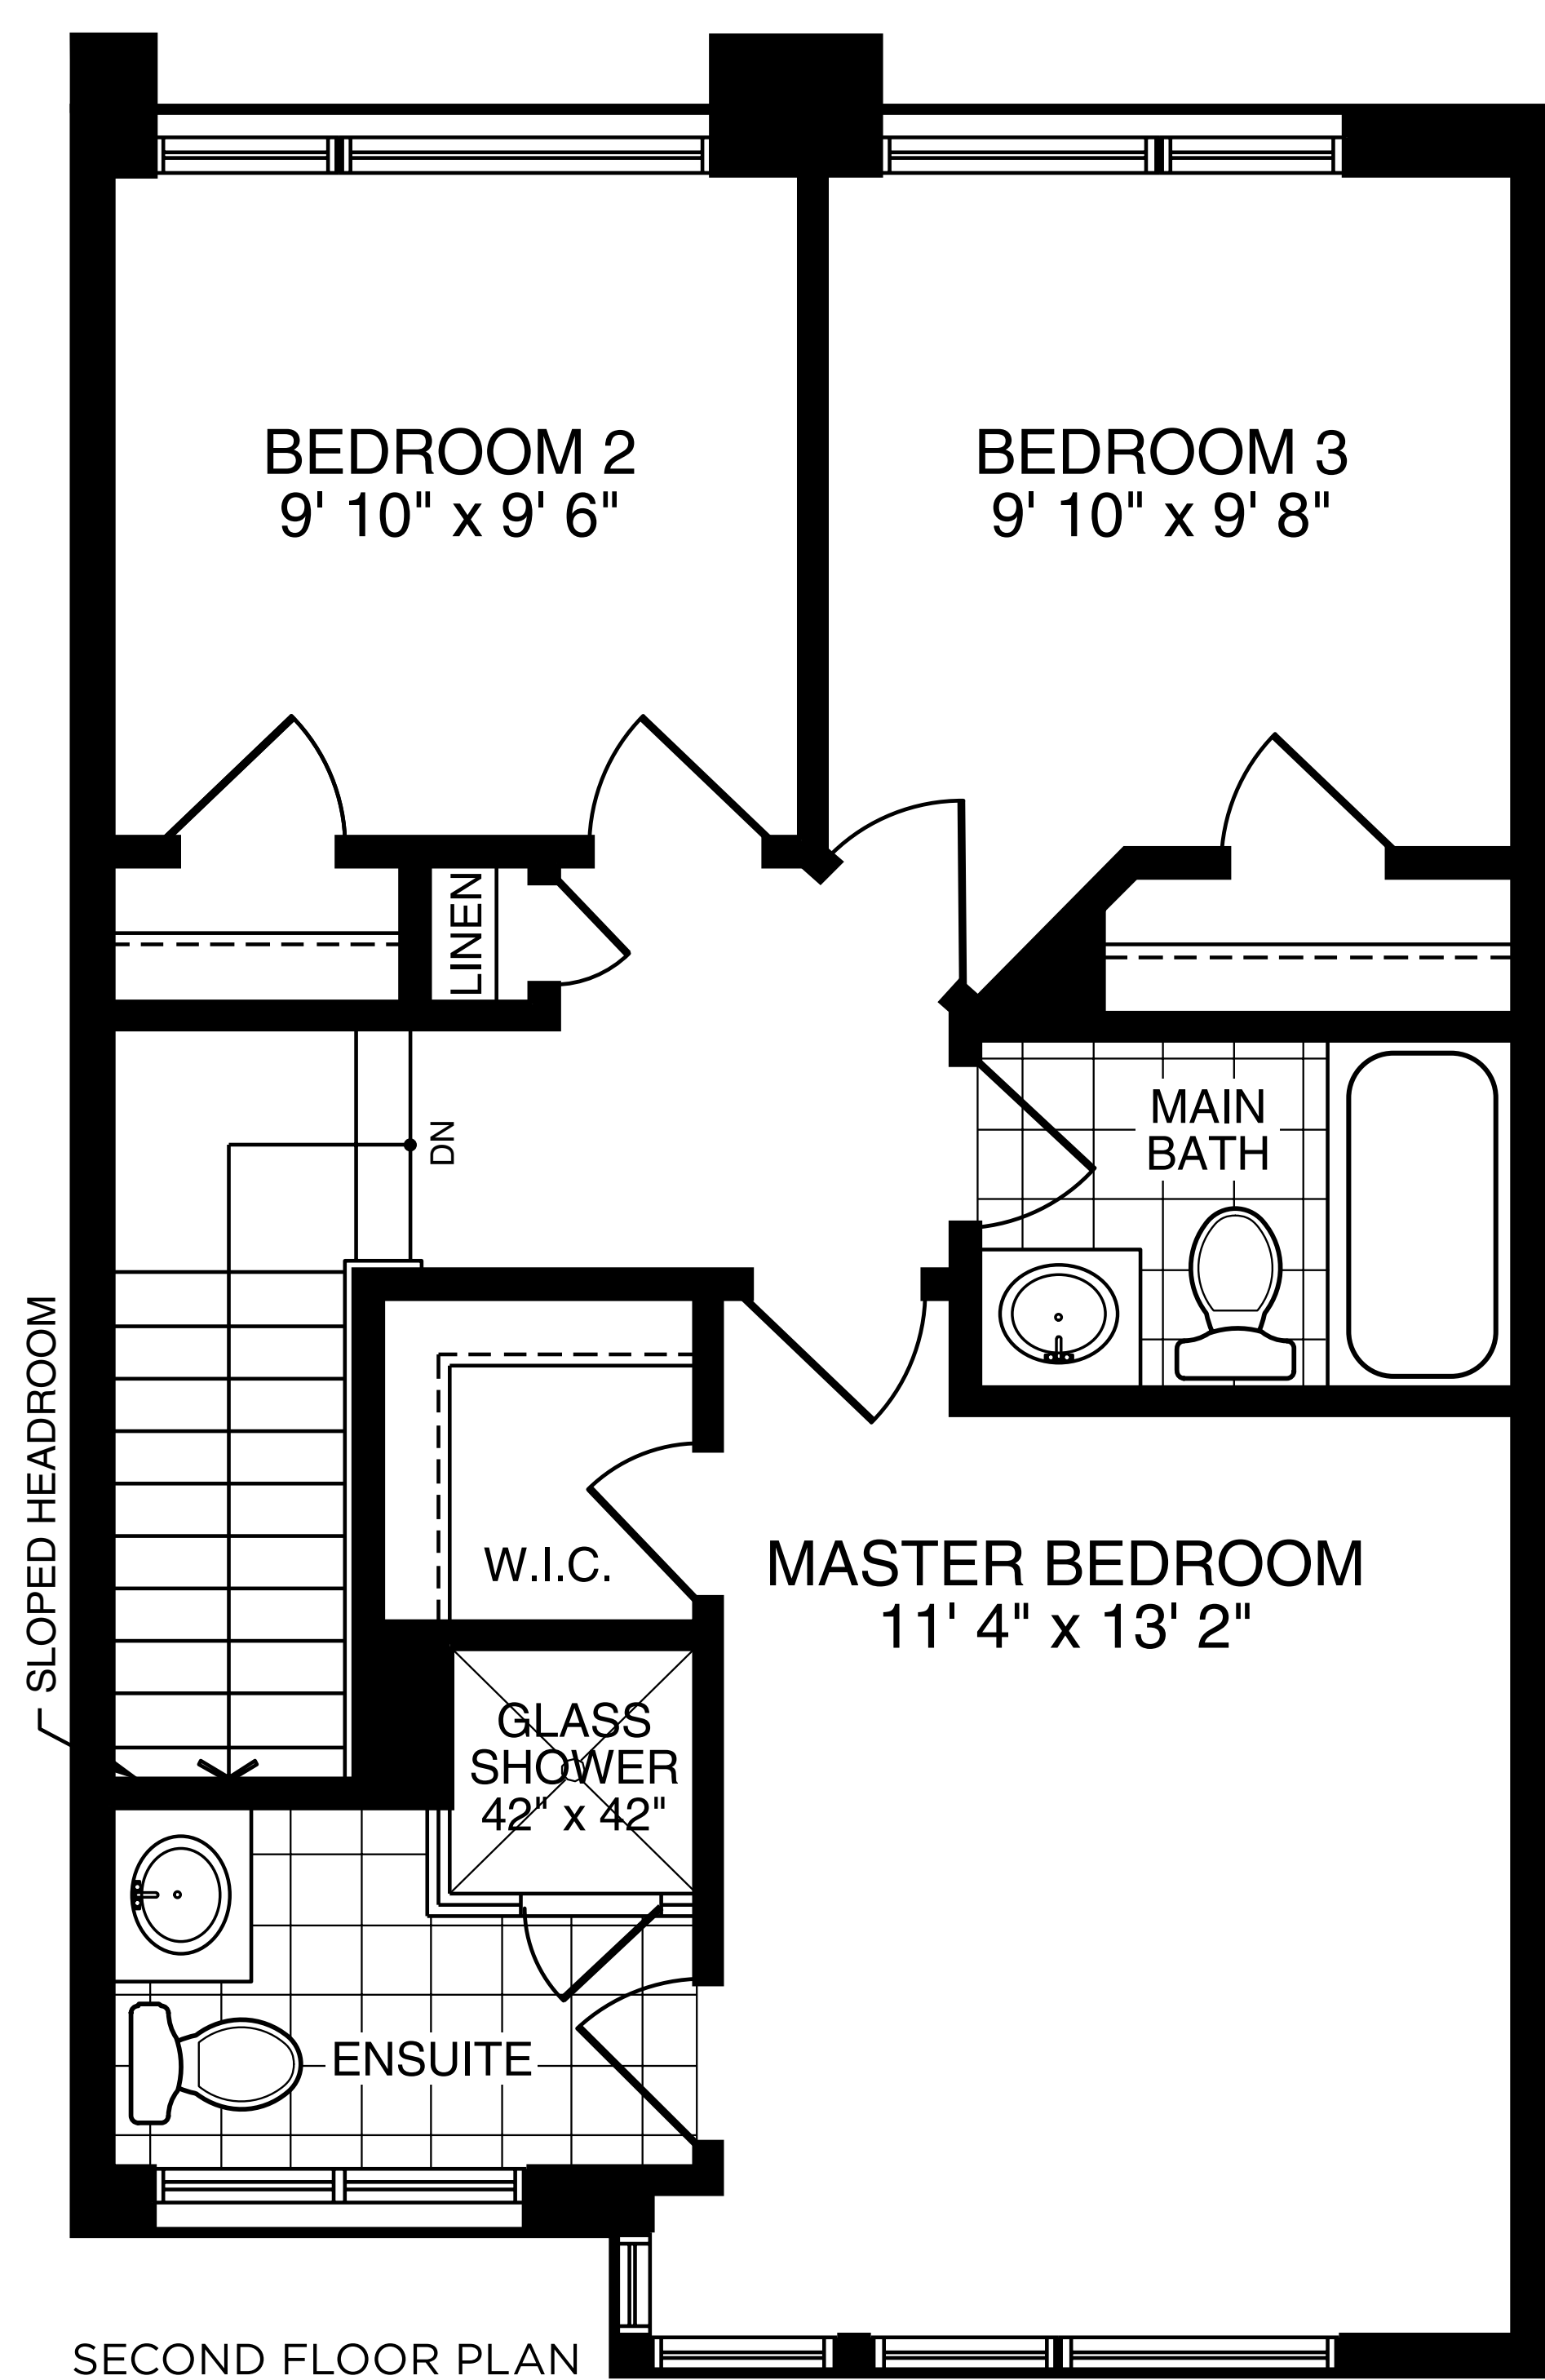 BEDROOM 2
9' 10" x 9' 6"
BEDROOM 3
9' 10" x 9' 8"
LINEN
DN
MAIN
BATH
SLOPED HEADROOM
W.I.C.
MASTER BEDROOM
11' 4" x 13' 2"
GLASS
SHOWER
42" x 42"
ENSUITE
SECOND FLOOR PLAN